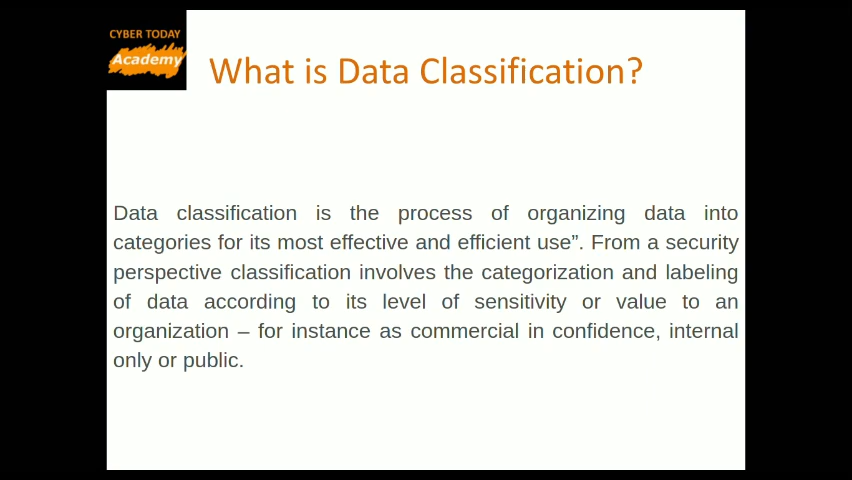 CYBER TODAY
Academy
What is Data Classification?
Data classification is the process of organizing data into
categories for its most effective and efficient use”. From a security
perspective classification involves the categorization and labeling
of data according to its level of sensitivity or value to an
organization – for instance as commercial in confidence, internal
only or public.